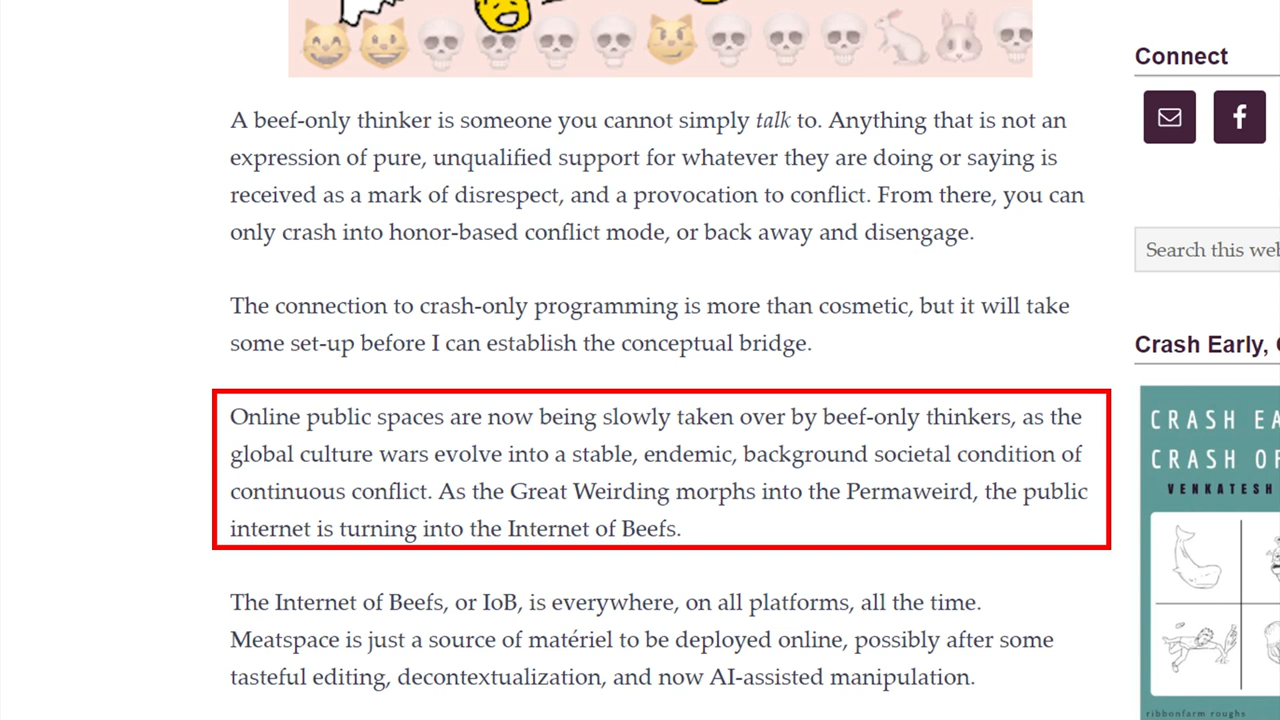 A beef-only thinker is someone you cannot simply talk to. Anything that is not an
expression of pure, unqualified support for whatever they are doing or saying is
received as a mark of disrespect, and a provocation to conflict. From there, you can
only crash into honor-based conflict mode, or back away and disengage.
The connection to crash-only programming is more than cosmetic, but it will take
some set-up before I can establish the conceptual bridge.
Online public spaces are now being slowly taken over by beef-only thinkers, as the
global culture wars evolve into a stable, endemic, background societal condition of
continuous conflict. As the Great Weirding morphs into the Permaweird, the public
internet is turning into the Internet of Beefs.
The Internet of Beefs, or IoB, is everywhere, on all platforms, all the time.
Meatspace is just a source of matériel to be deployed online, possibly after some
tasteful editing, decontextualization, and now AI-assisted manipulation.
Connect
f
Search this web
Crash Early,
CRASH EA
CRASH OF
VENKATESH
ribbonfarm roughs